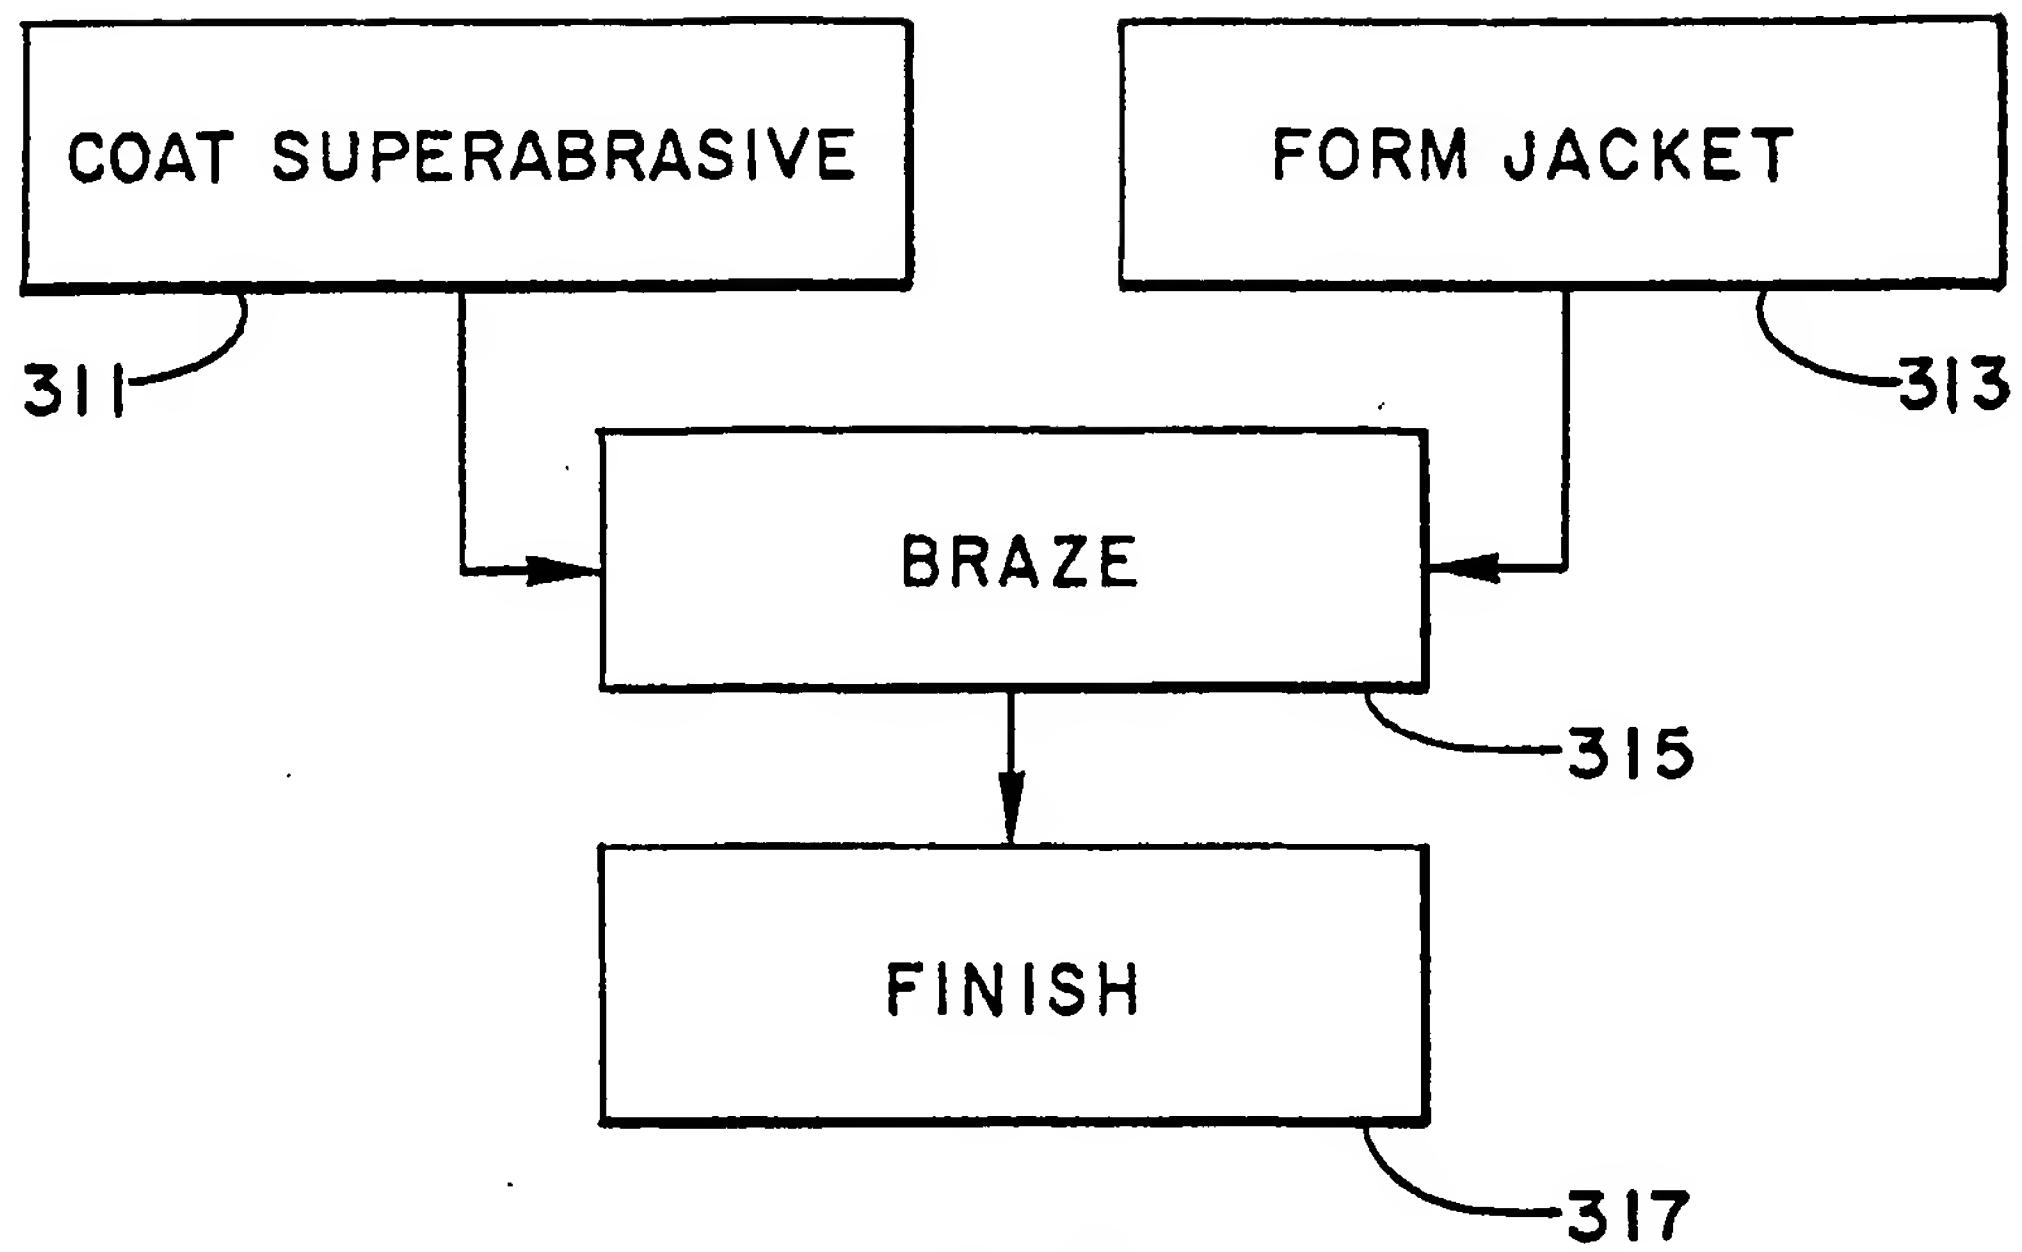 COAT SUPERABRASIVE
FORM JACKET
311
313
BRAZE
315
FINISH
317